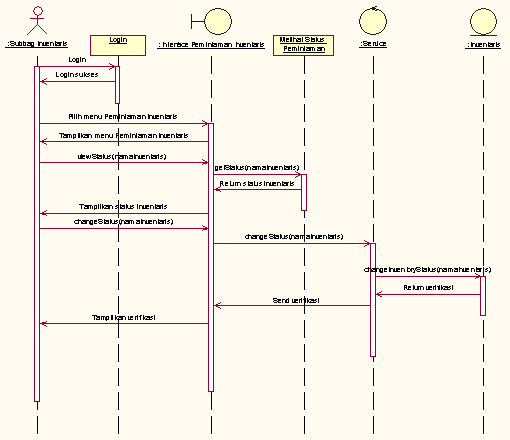 Login
Melihat Status
Peminjaman
:Subbag inventaris
: Interface Peminjaman Inventaris
:Service
:Inventaris
Login
Login sukses
Pilih menu Peminjaman Inventaris
Tampilkan menu Peminjaman Inventaris
viewStatus(namaInventaris)
getStatus(namaInventaris)
Return status inventaris
Tampilkan status inventaris
changeStatus(namaInventaris)
changeStatus(namaInventaris)
changeInventoryStatus(namaInventaris)
Return verifikasi
Send verifikasi
Tampilkan verifikasi